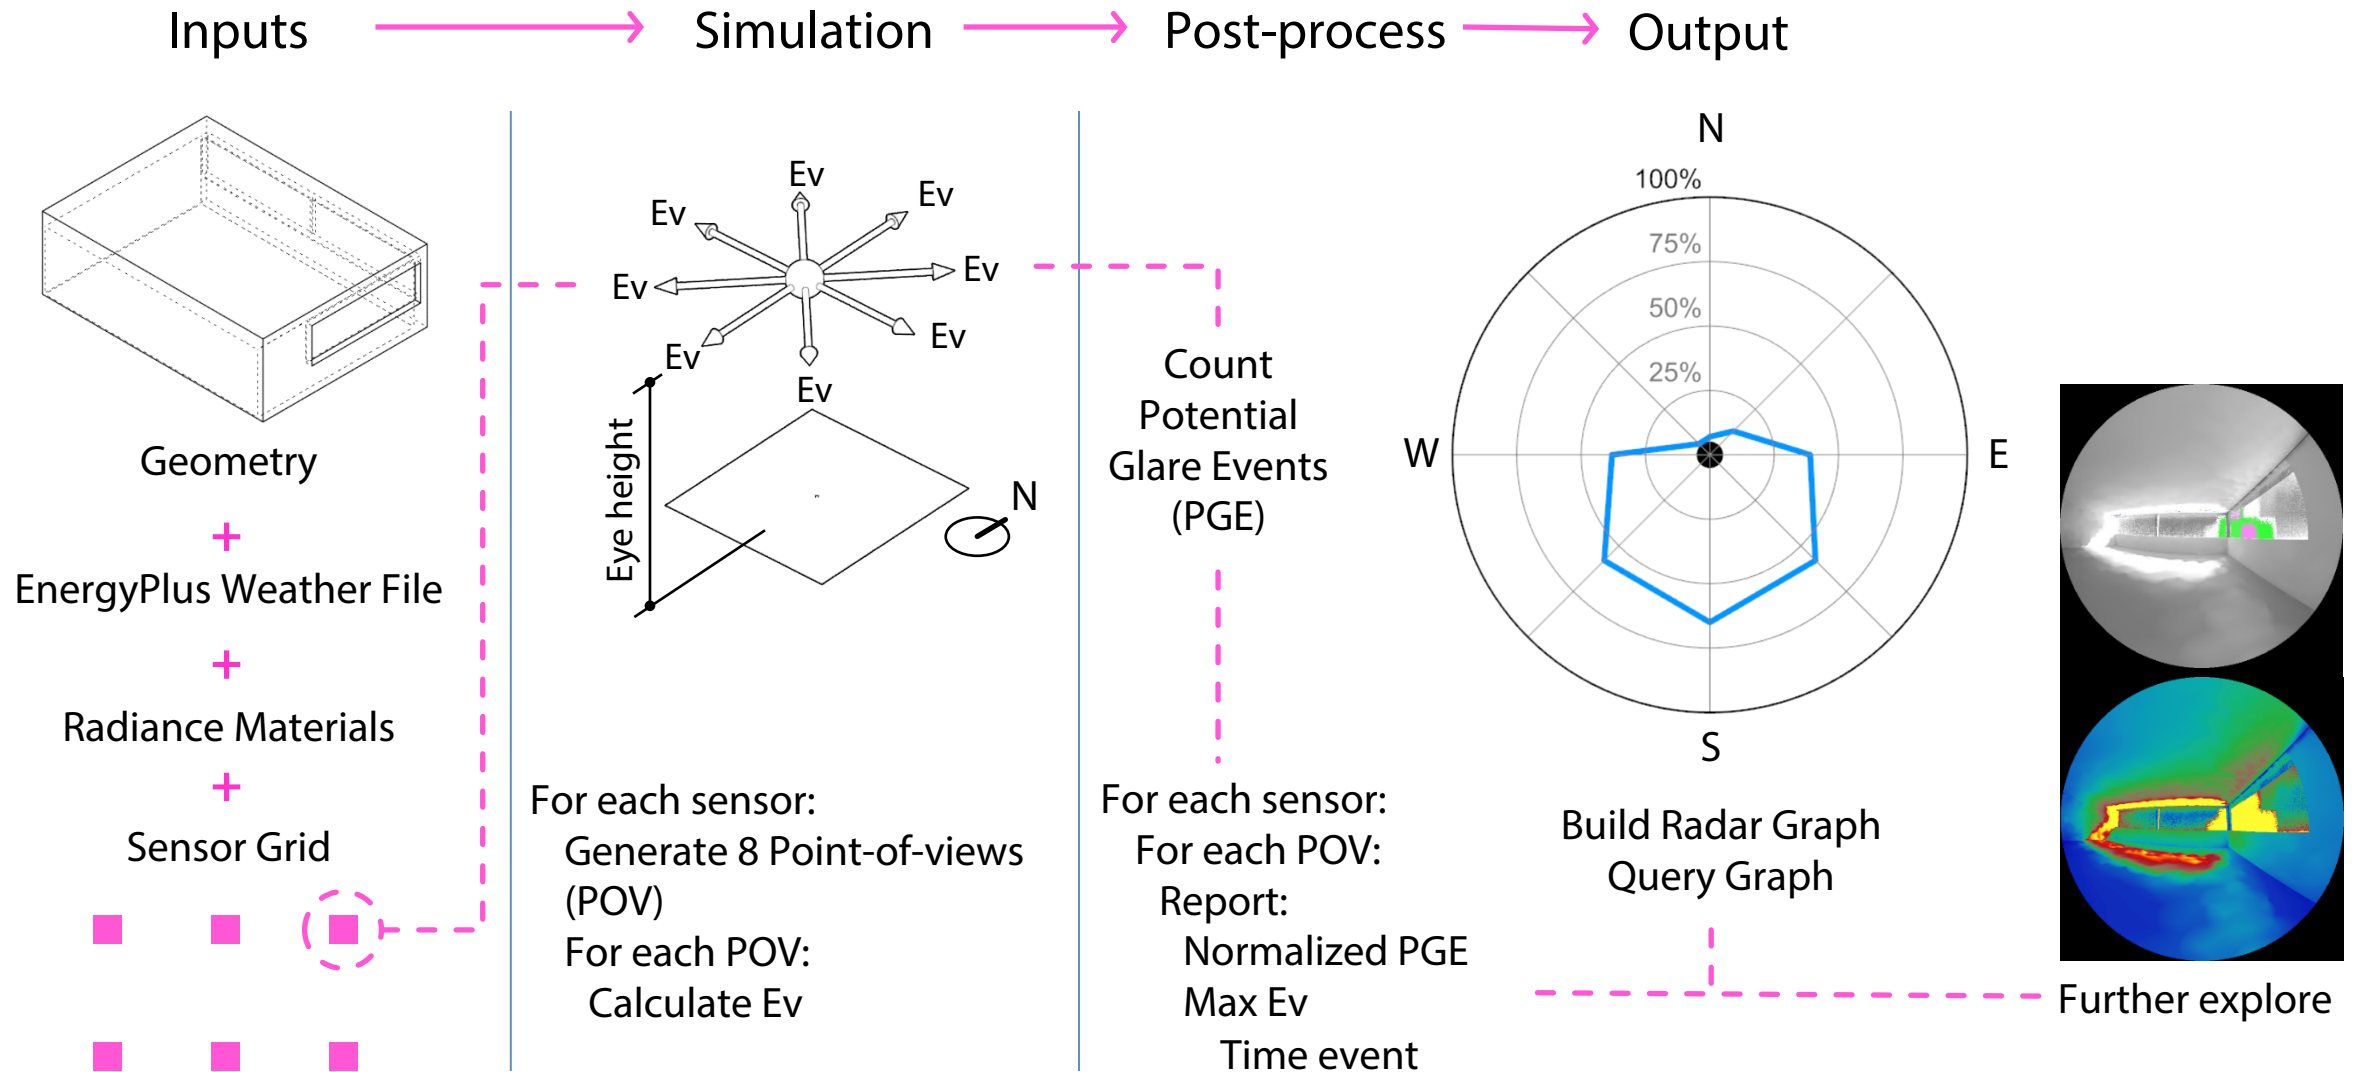 Inputs
Simulation
Post-process
Output
Geometry
+
EnergyPlus Weather File
+
Radiance Materials
+
Sensor Grid
Ev
Ev
Ev
Ev
Ev
Ev
Ev
Ev
Eye height
N
For each sensor:
Generate 8 Point-of-views
(POV)
For each POV:
Calculate Ev
Count
Potential
Glare Events
(PGE)
For each sensor:
For each POV:
Report:
Normalized PGE
Max Ev
Time event
N
100%
75%
50%
25%
W
E
S
Build Radar Graph
Query Graph
Further explore